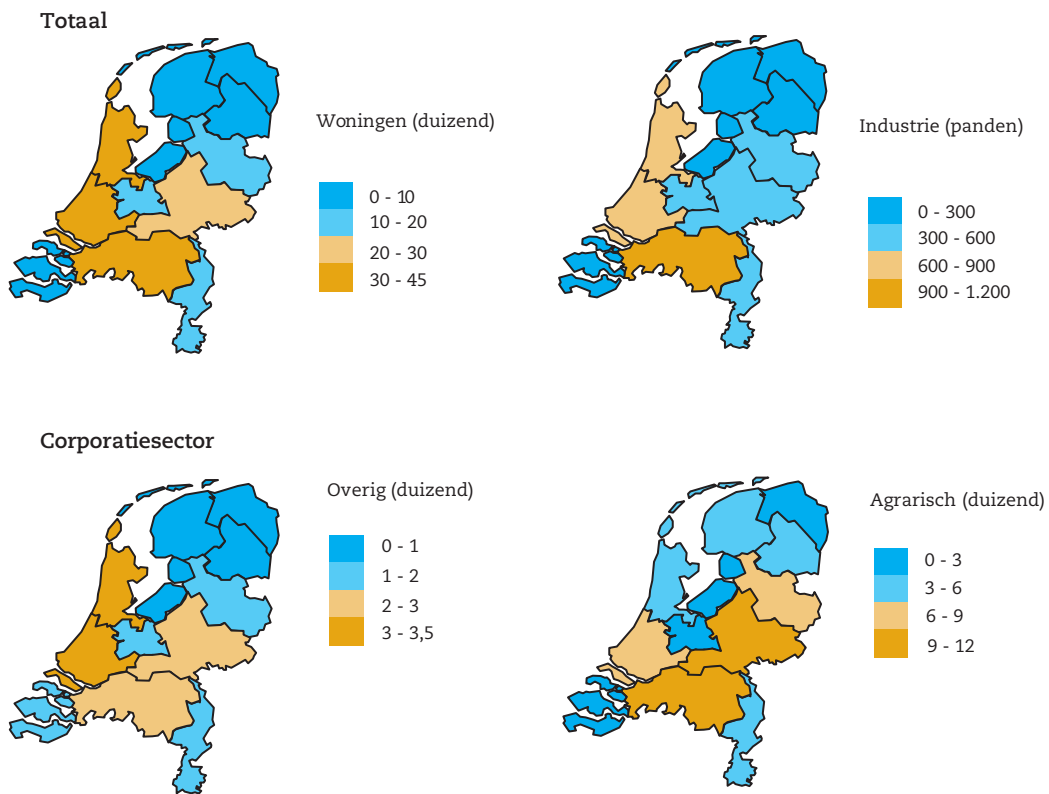 Totaal
Woningen (duizend)
0 - 10
10 - 20
20 - 30
30 - 45
Industrie (panden)
0 - 300
300 - 600
600 - 900
900 - 1.200
Corporatiesector
Overig (duizend)
0 - 1
1 - 2
2 - 3
3 - 3,5
Agrarisch (duizend)
0 - 3
3 - 6
6 - 9
9 - 12